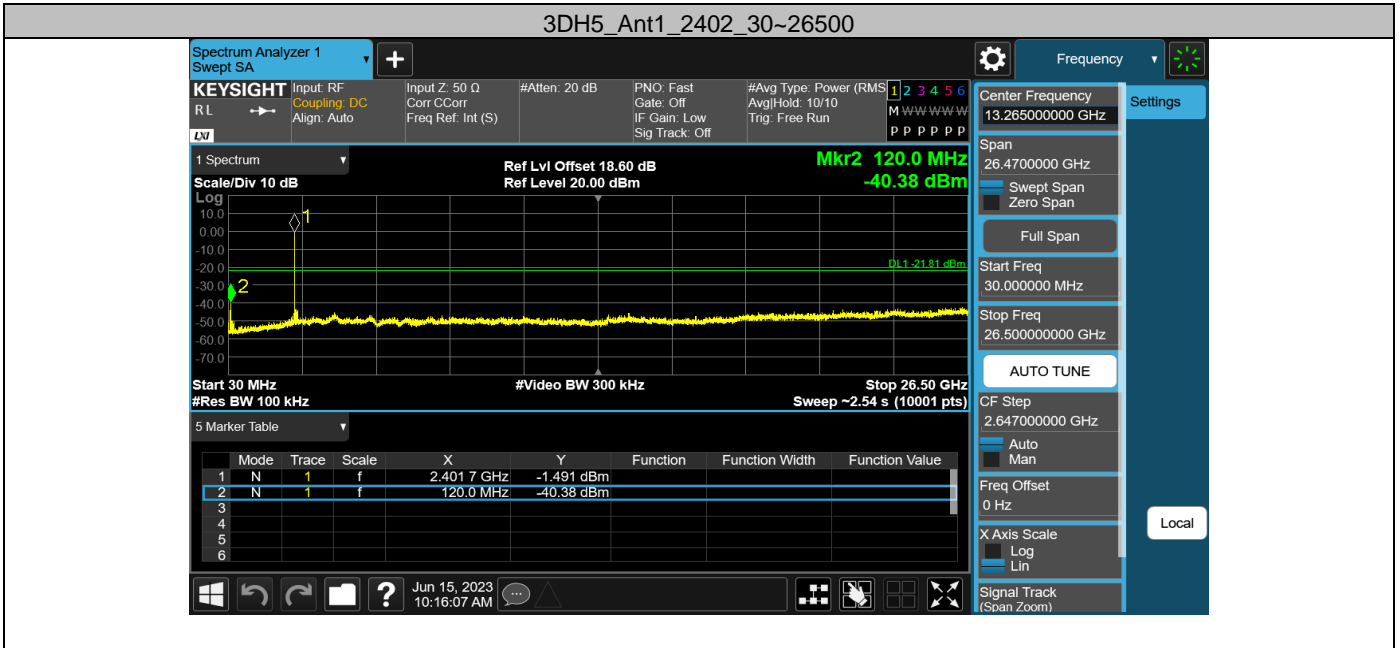 3DH5_Ant1_2402_30~26500
Spectrum Analyzer 1
Swept SA
Frequency
KEYSIGHT
RL
LXI
Input: RF
Coupling: DC
Align: Auto
Input Z: 50 Ω
Corr CCorr
Freq Ref: Int (S)
#Atten: 20 dB
PNO: Fast
Gate: Off
IF Gain: Low
Sig Track: Off
#Avg Type: Power (RMS
Avg|Hold: 10/10
Trig: Free Run
1 2 3 4 5 6
M W W W W W
P P P P P P
1 Spectrum
Scale/Div 10 dB
Ref Lvl Offset 18.60 dB
Ref Level 20.00 dBm
Mkr2 120.0 MHz
-40.38 dBm
Log
10.0
0.00
-10.0
-20.0
-30.0
-40.0
-50.0
-60.0
-70.0
1
2
DL1 -21.81 dBm
Start 30 MHz
#Res BW 100 kHz
#Video BW 300 kHz
Stop 26.50 GHz
Sweep ~2.54 s (10001 pts)
5 Marker Table
Mode Trace Scale X Y Function Function Width Function Value
1 N 1 f 2.401 7 GHz -1.491 dBm
2 N 1 f 120.0 MHz -40.38 dBm
3
4
5
6
Jun 15, 2023
10:16:07 AM
Center Frequency
13.265000000 GHz
Settings
Span
26.4700000 GHz
Swept Span
Zero Span
Full Span
Start Freq
30.000000 MHz
Stop Freq
26.500000000 GHz
AUTO TUNE
CF Step
2.647000000 GHz
Auto
Man
Freq Offset
0 Hz
Local
X Axis Scale
Log
Lin
Signal Track
(Span Zoom)